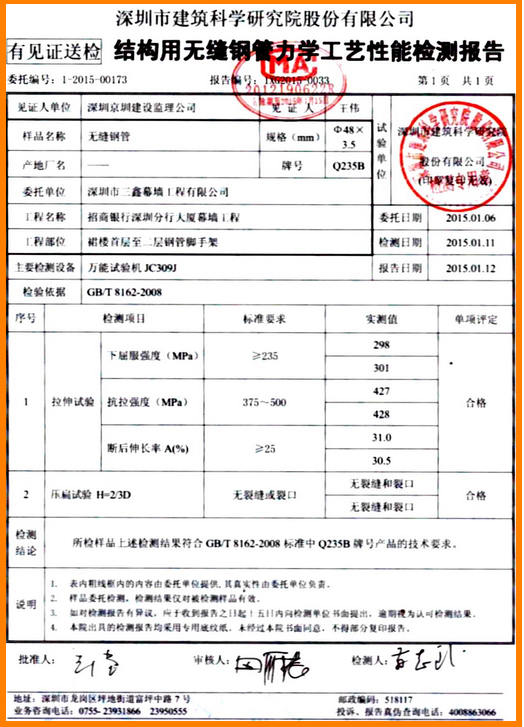 深圳市建筑科学研究院股份有限公司
有见证送检 结构用无缝钢管力学工艺性能检测报告
MA
2012190622R
委托编号：1-2015-00173 报告编号： 第 1 页 共 1 页
见证人单位 深圳京圳建设监理公司 见 证 人 王伟 试验单位 深圳市建筑科学研究院股份有限公司(印章复印无效)
样品名称 无缝钢管 规格（mm） Φ48×3.5
产地厂名 —— 牌号 Q235B
委托单位 深圳市三鑫幕墙工程有限公司
工程名称 招商银行深圳分行大厦幕墙工程 委托日期 2015.01.06
工程部位 裙楼首层至二层钢管脚手架 检测日期 2015.01.11
主要检测设备 万能试验机 JC309J 报告日期 2015.01.12
检验依据 GB/T 8162-2008
序号 检测项目 标准要求 实测值 单项评定
1 拉伸试验 下屈服强度（MPa） ≥235 298 合格
301
抗拉强度（MPa） 375～500 427
428
断后伸长率 A(%) ≥25 31.0
30.5
2 压扁试验 H=2/3D 无裂缝或裂口 无裂缝和裂口 合格
无裂缝和裂口
检测结论 所检样品上述检测结果符合 GB/T 8162-2008 标准中 Q235B 牌号产品的技术要求。
说明
1. 表内粗线框内的内容由委托单位提供,其真实性由委托单位负责。
2. 样品委托检测，检测结果仅对被检测样品有效。
3. 如对检测报告有异议，应于收到报告之日起十五日内向检测单位书面提出，逾期视为认可检测结果。
4. 本院出具的检测报告均采用专用底纹纸，未经过本院书面同意，不得部分复印报告。
批准人： 审核人： 检测人：
地址：深圳市龙岗区坪地街道富坪中路 7 号 邮政编码：518117
业务咨询电话：0755- 23931866 23950555 投诉、报告真伪查询电话：4008863066